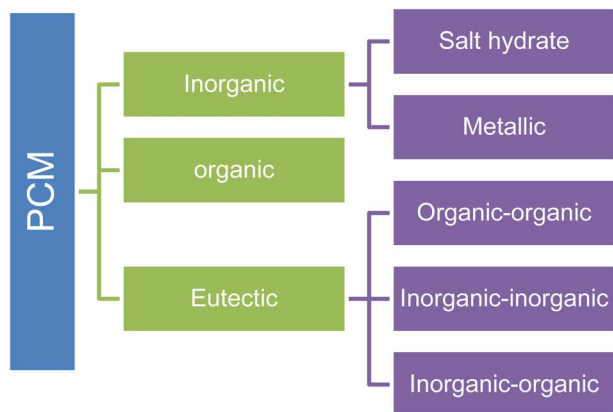 PCM
Inorganic
Salt hydrate
Metallic
organic
Eutectic
Organic-organic
Inorganic-inorganic
Inorganic-organic